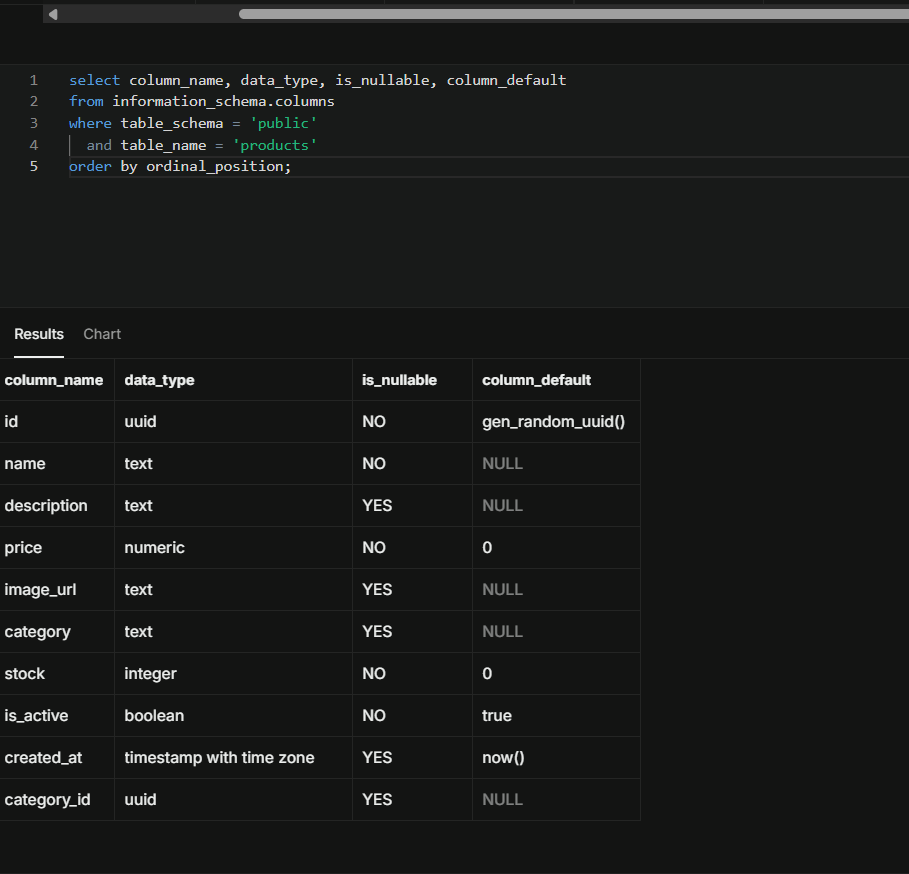 1 select column_name, data_type, is_nullable, column_default
2 from information_schema.columns
3 where table_schema = 'public'
4 and table_name = 'products'
5 order by ordinal_position;
Results Chart
column_name data_type is_nullable column_default
id uuid NO gen_random_uuid()
name text NO NULL
description text YES NULL
price numeric NO 0
image_url text YES NULL
category text YES NULL
stock integer NO 0
is_active boolean NO true
created_at timestamp with time zone YES now()
category_id uuid YES NULL